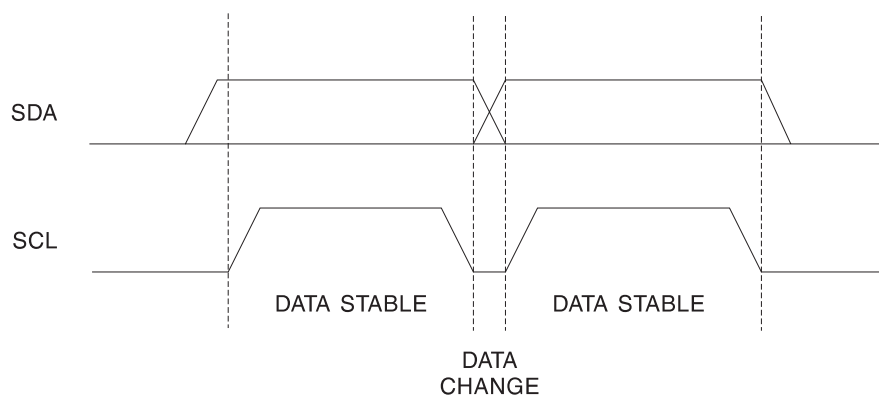 SDA
SCL
DATA STABLE
DATA STABLE
DATA
CHANGE